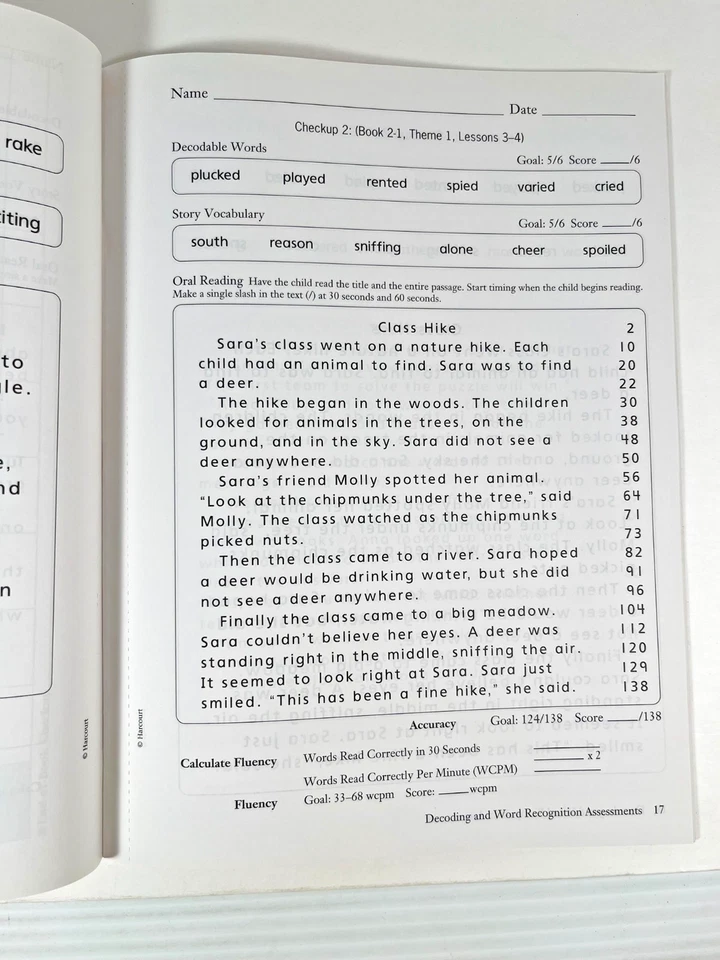 rake
iting
to
le.
e,
nd
n
© Harcourt
© Harcourt
Name
Date
Checkup 2: (Book 2-1, Theme 1, Lessons 3–4)
Decodable Words
Goal: 5/6 Score /6
plucked played rented spied varied cried
Story Vocabulary
Goal: 5/6 Score /6
south reason sniffing alone cheer spoiled
Oral Reading Have the child read the title and the entire passage. Start timing when the child begins reading.
Make a single slash in the text (/) at 30 seconds and 60 seconds.
Class Hike 2
Sara's class went on a nature hike. Each 10
child had an animal to find. Sara was to find 20
a deer. 22
The hike began in the woods. The children 30
looked for animals in the trees, on the 38
ground, and in the sky. Sara did not see a 48
deer anywhere. 50
Sara's friend Molly spotted her animal. 56
"Look at the chipmunks under the tree," said 64
Molly. The class watched as the chipmunks 71
picked nuts. 73
Then the class came to a river. Sara hoped 82
a deer would be drinking water, but she did 91
not see a deer anywhere. 96
Finally the class came to a big meadow. 104
Sara couldn't believe her eyes. A deer was 112
standing right in the middle, sniffing the air. 120
It seemed to look right at Sara. Sara just 129
smiled. "This has been a fine hike," she said. 138
Accuracy Goal: 124/138 Score /138
Calculate Fluency Words Read Correctly in 30 Seconds
x 2
Words Read Correctly Per Minute (WCPM)
Fluency Goal: 33–68 wcpm Score: wcpm
Decoding and Word Recognition Assessments 17